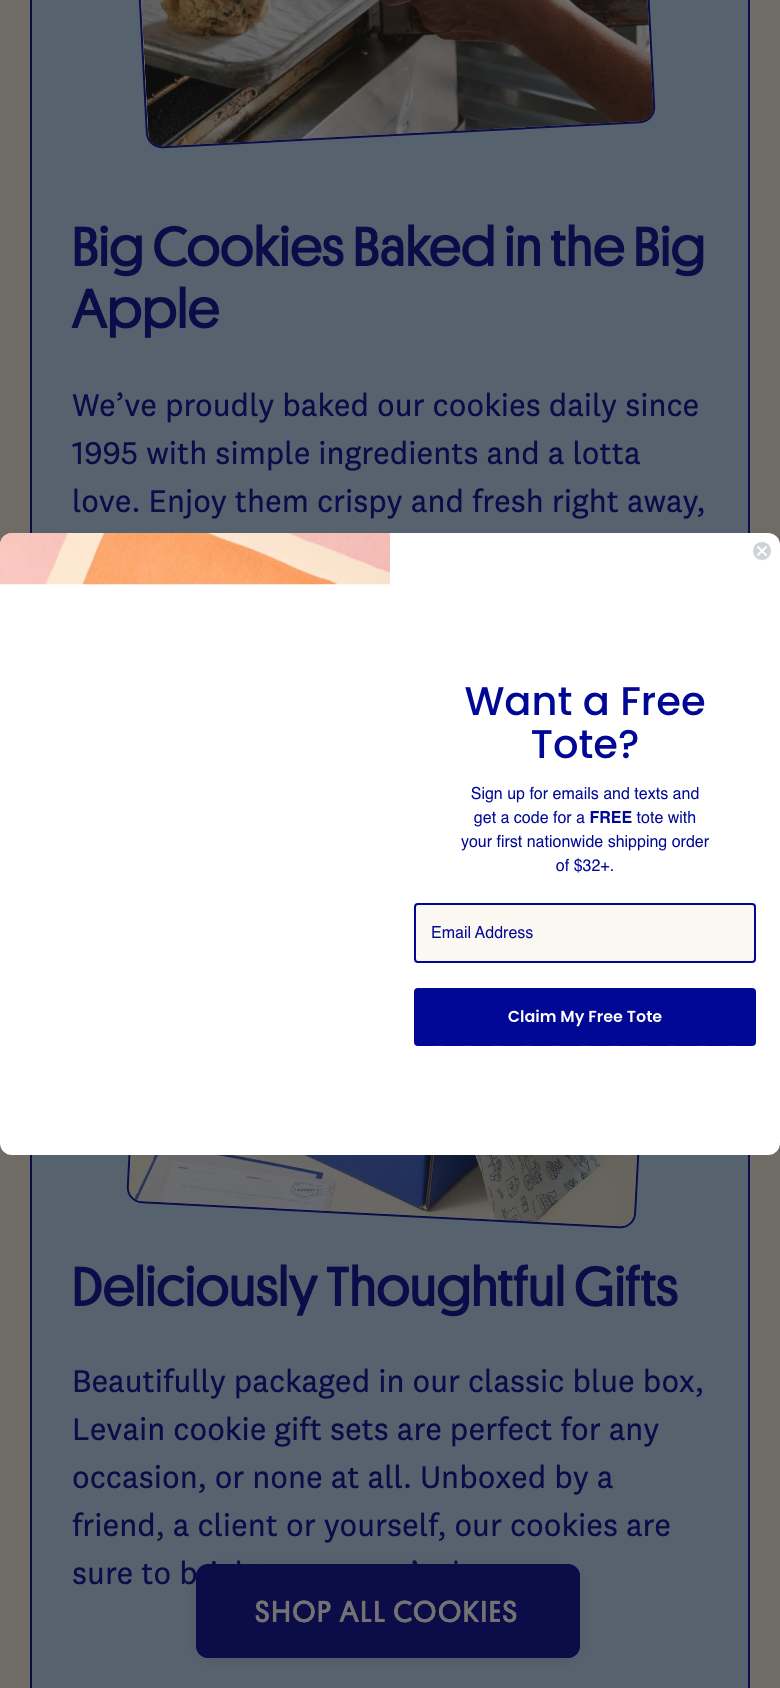 Big Cookies Baked in the Big
Apple
We’ve proudly baked our cookies daily since
1995 with simple ingredients and a lotta
love. Enjoy them crispy and fresh right away,
Want a Free
Tote?
Sign up for emails and texts and
get a code for a FREE tote with
your first nationwide shipping order
of $32+.
Email Address
Claim My Free Tote
Deliciously Thoughtful Gifts
Beautifully packaged in our classic blue box,
Levain cookie gift sets are perfect for any
occasion, or none at all. Unboxed by a
friend, a client or yourself, our cookies are
sure to
SHOP ALL COOKIES